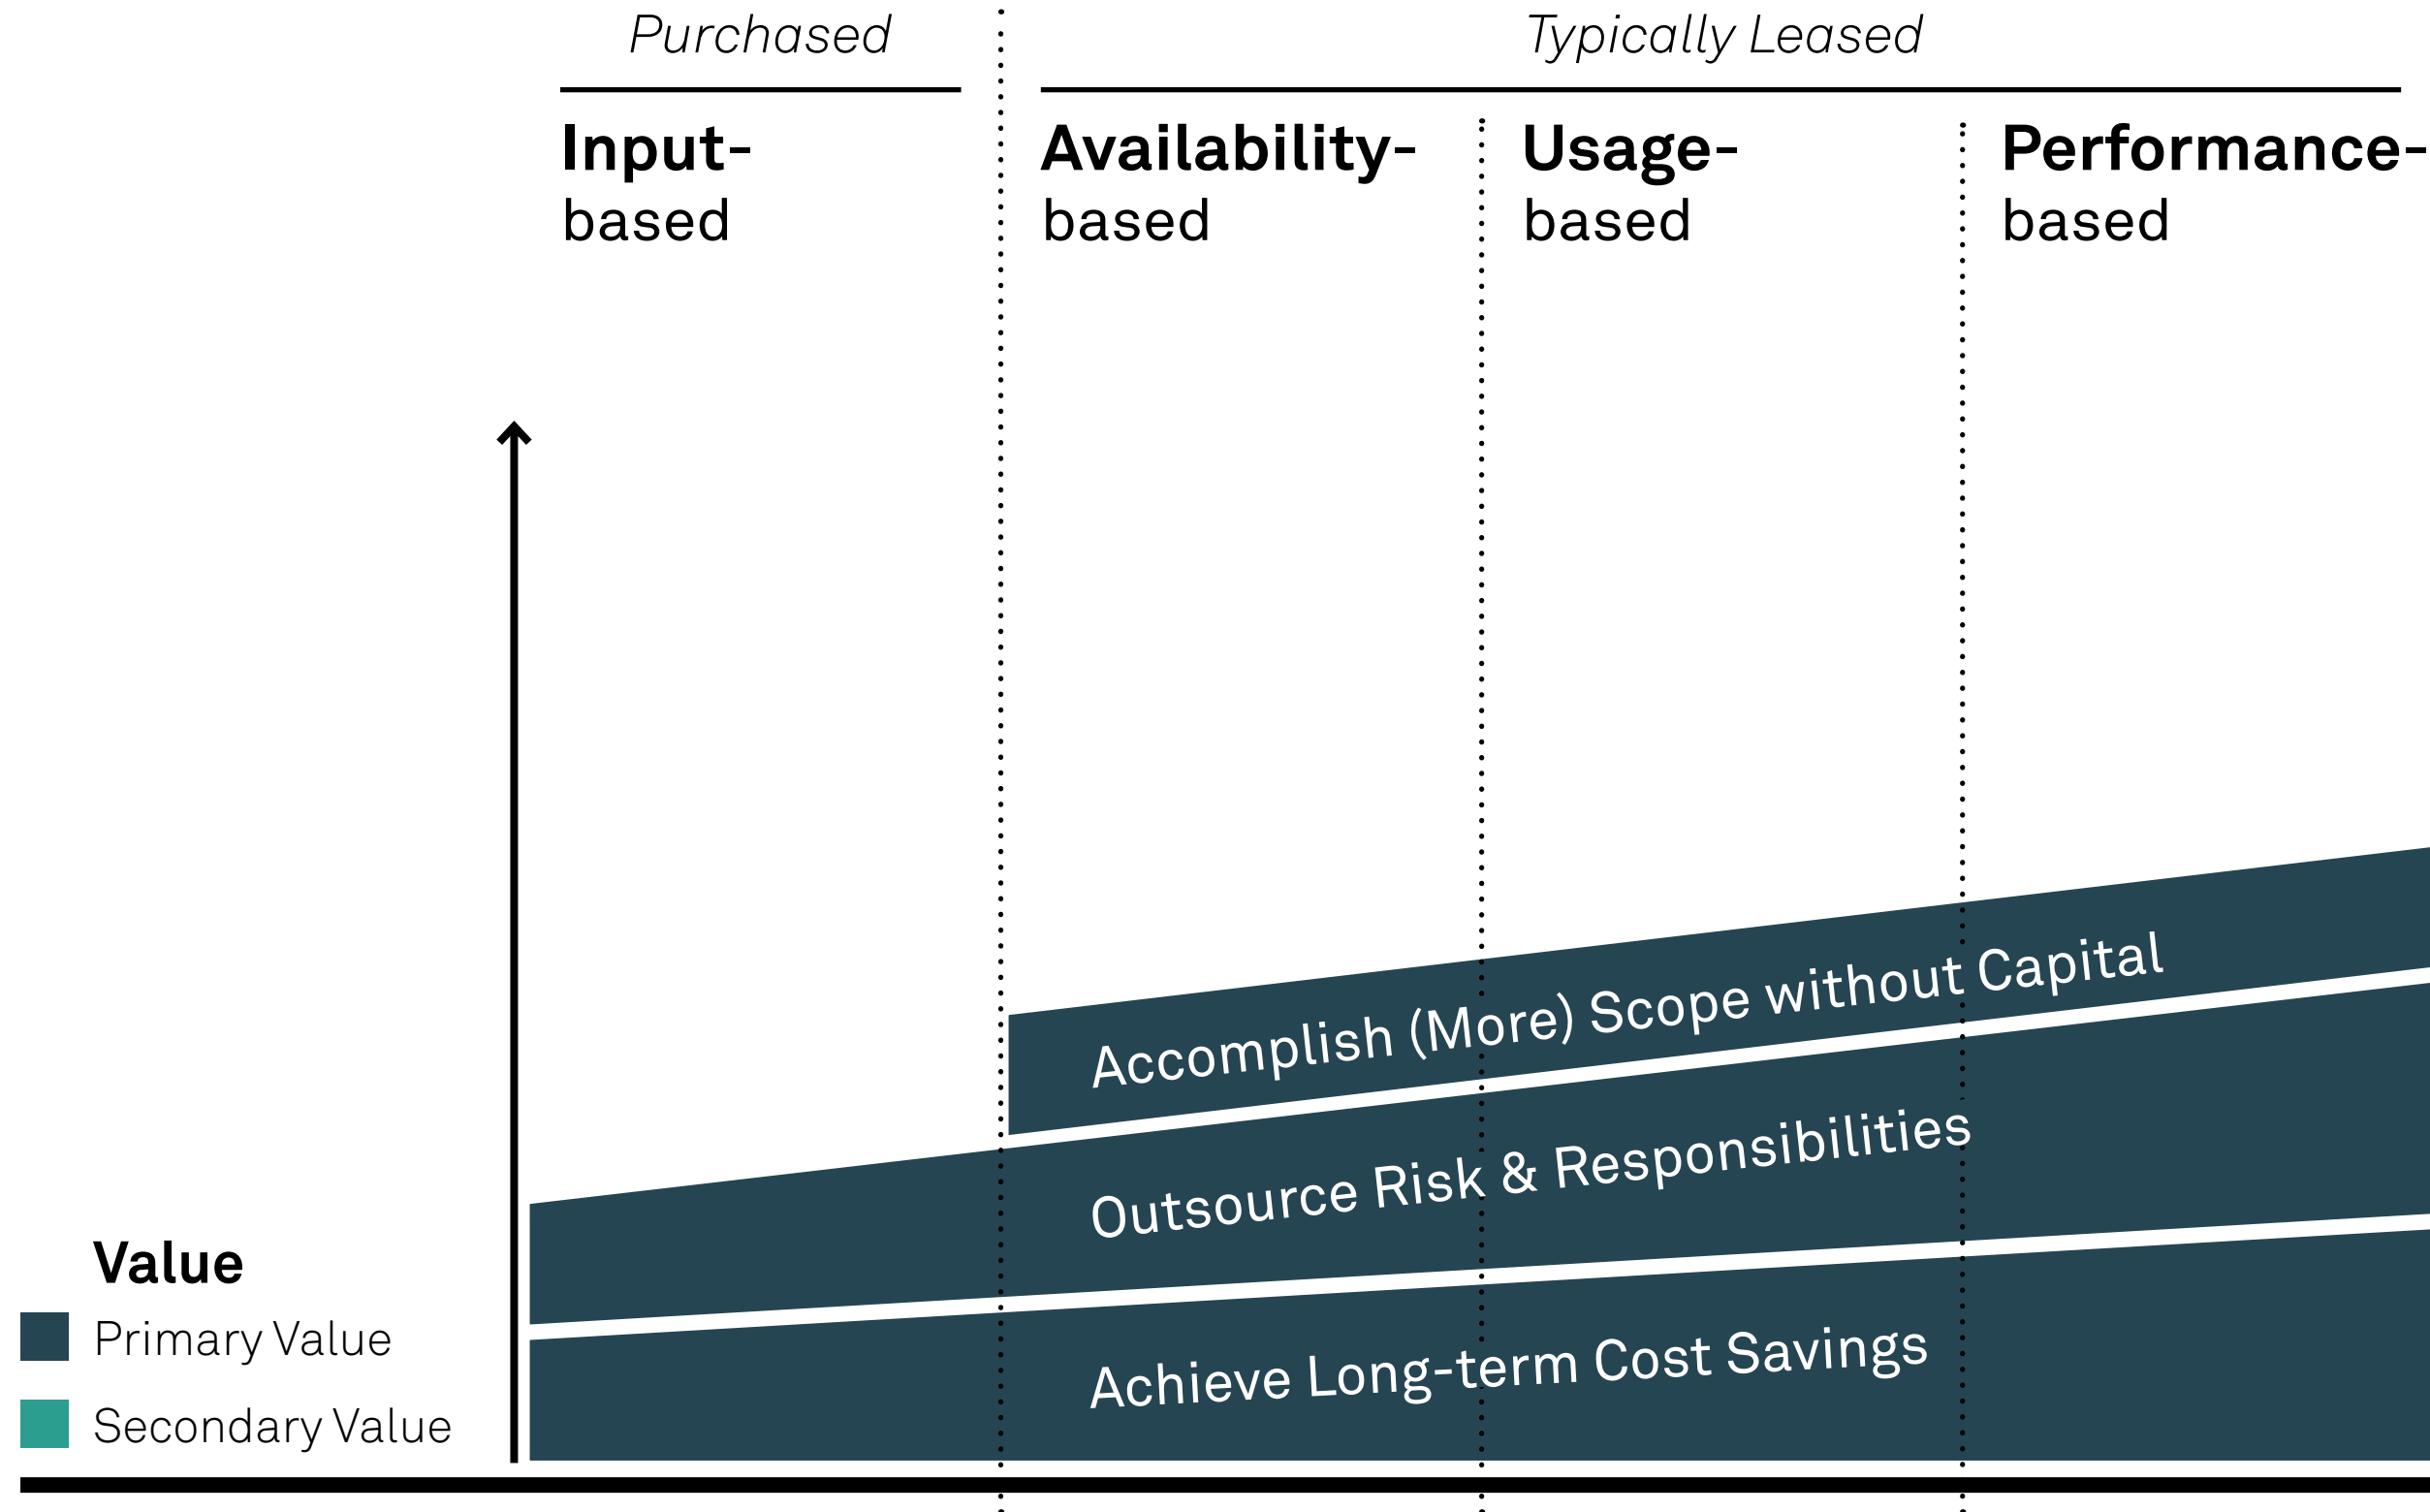 Purchased
Typically Leased
Input-
based
Availability-
based
Usage-
based
Performance-
based
Accomplish (More) Scope without Capital
Outsource Risk & Responsibilities
Achieve Long-term Cost Savings
Value
Primary Value
Secondary Value